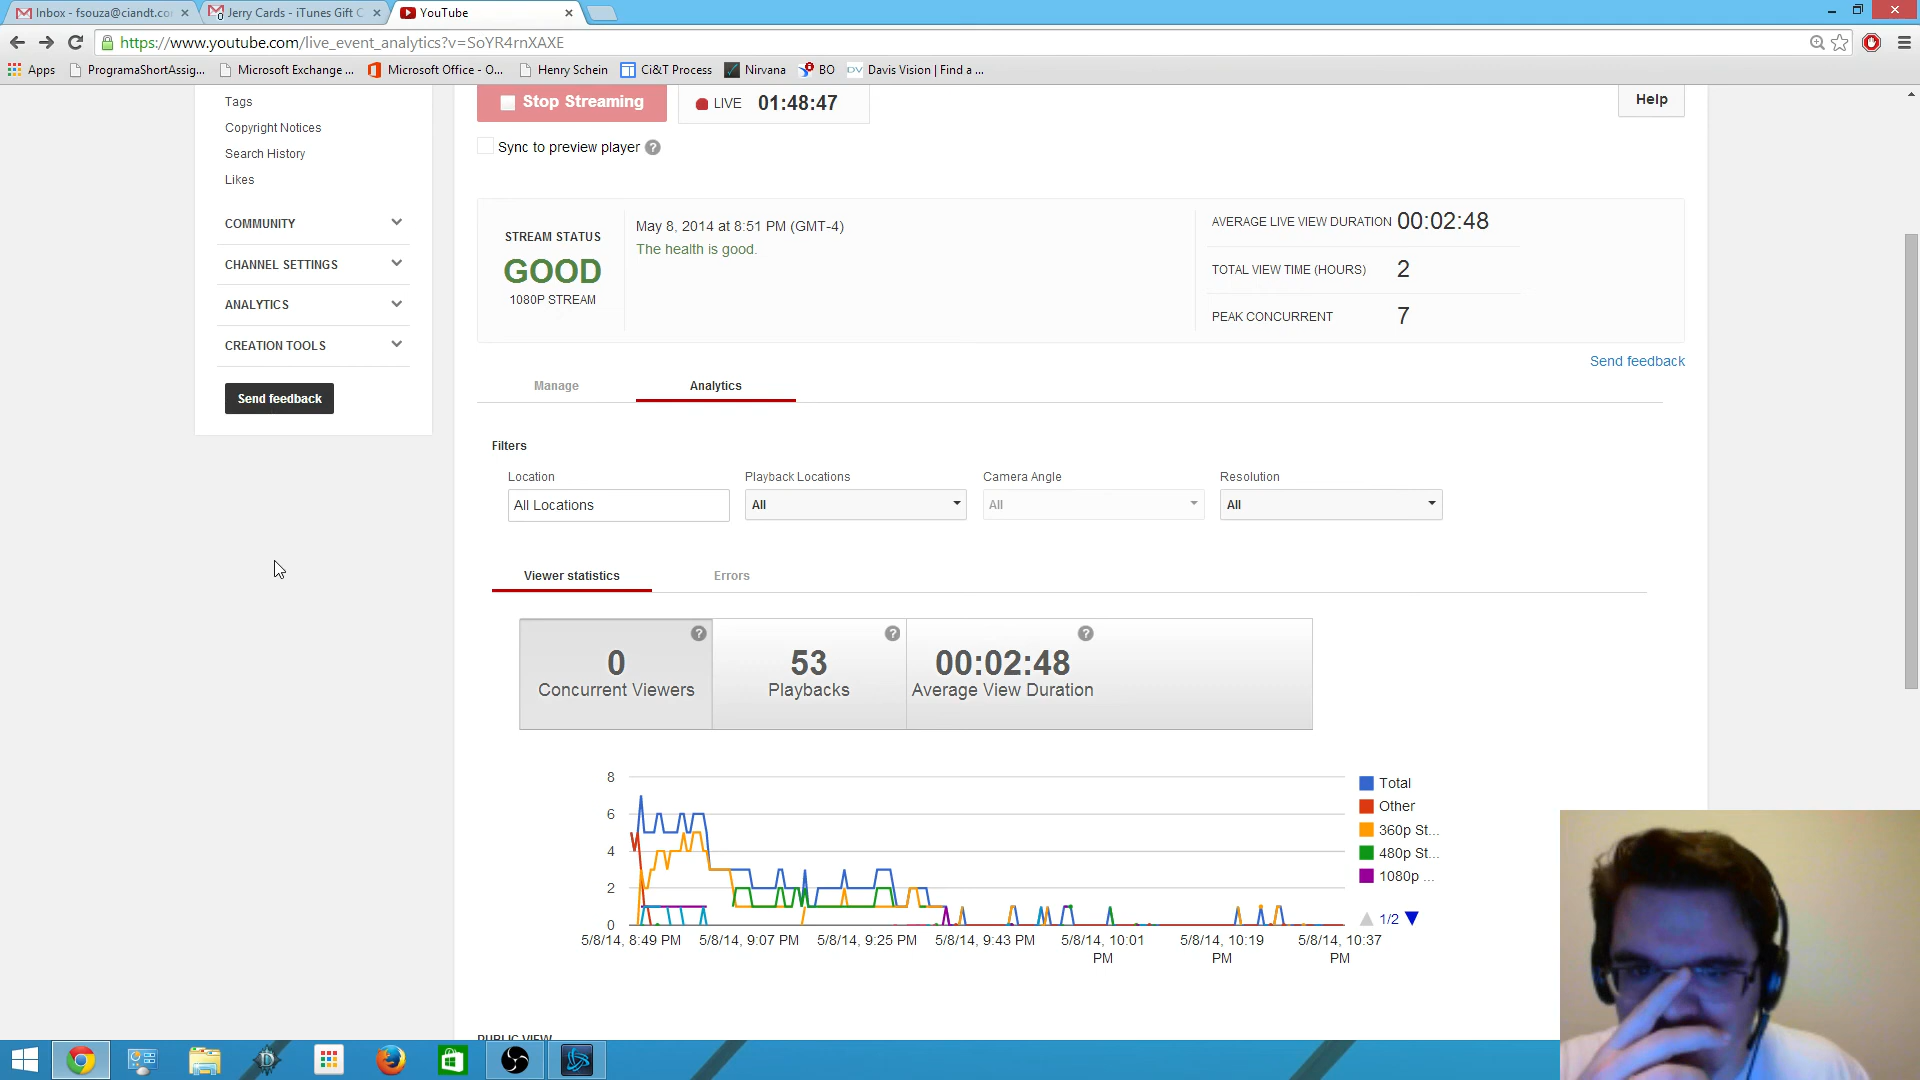 Inbox - fsouza@ciandt.co
Jerry Cards - iTunes Gift C
YouTube
https://www.youtube.com/live_event_analytics?v=SoYR4rnXAXE
Apps
ProgramaShortAssig...
Microsoft Exchange ...
Microsoft Office - O...
Henry Schein
Ci&T Process
Nirvana
BO
Davis Vision | Find a ...
Tags
Copyright Notices
Search History
Likes
COMMUNITY
CHANNEL SETTINGS
ANALYTICS
CREATION TOOLS
Send feedback
Stop Streaming
LIVE 01:48:47
Help
Sync to preview player ?
STREAM STATUS
GOOD
1080P STREAM
May 8, 2014 at 8:51 PM (GMT-4)
The health is good.
AVERAGE LIVE VIEW DURATION 00:02:48
TOTAL VIEW TIME (HOURS) 2
PEAK CONCURRENT 7
Send feedback
Manage
Analytics
Filters
Location
Playback Locations
Camera Angle
Resolution
All Locations
All
All
All
Viewer statistics
Errors
? ? ?
0
Concurrent Viewers
53
Playbacks
00:02:48
Average View Duration
8
6
4
2
0
5/8/14, 8:49 PM
5/8/14, 9:07 PM
5/8/14, 9:25 PM
5/8/14, 9:43 PM
5/8/14, 10:01
PM
5/8/14, 10:19
PM
5/8/14, 10:37
PM
Total
Other
360p St...
480p St...
1080p ...
1/2
PUBLIC VIEW